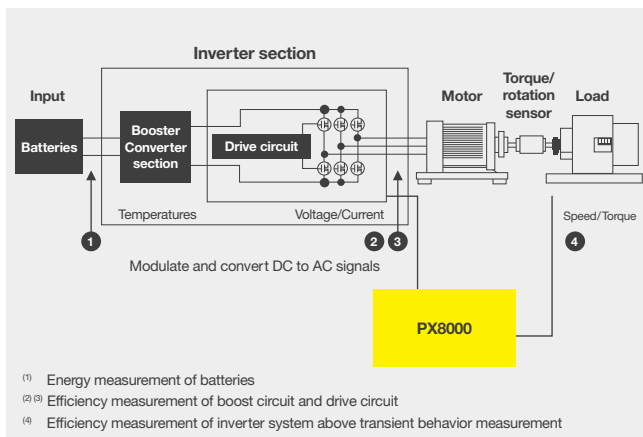 Inverter section
Input
Motor
Torque/
rotation
sensor
Load
Batteries
Booster
Converter
section
Drive circuit
Temperatures
Voltage/Current
Speed/Torque
1
2
3
4
Modulate and convert DC to AC signals
PX8000
(1) Energy measurement of batteries
(2) (3) Efficiency measurement of boost circuit and drive circuit
(4) Efficiency measurement of inverter system above transient behavior measurement